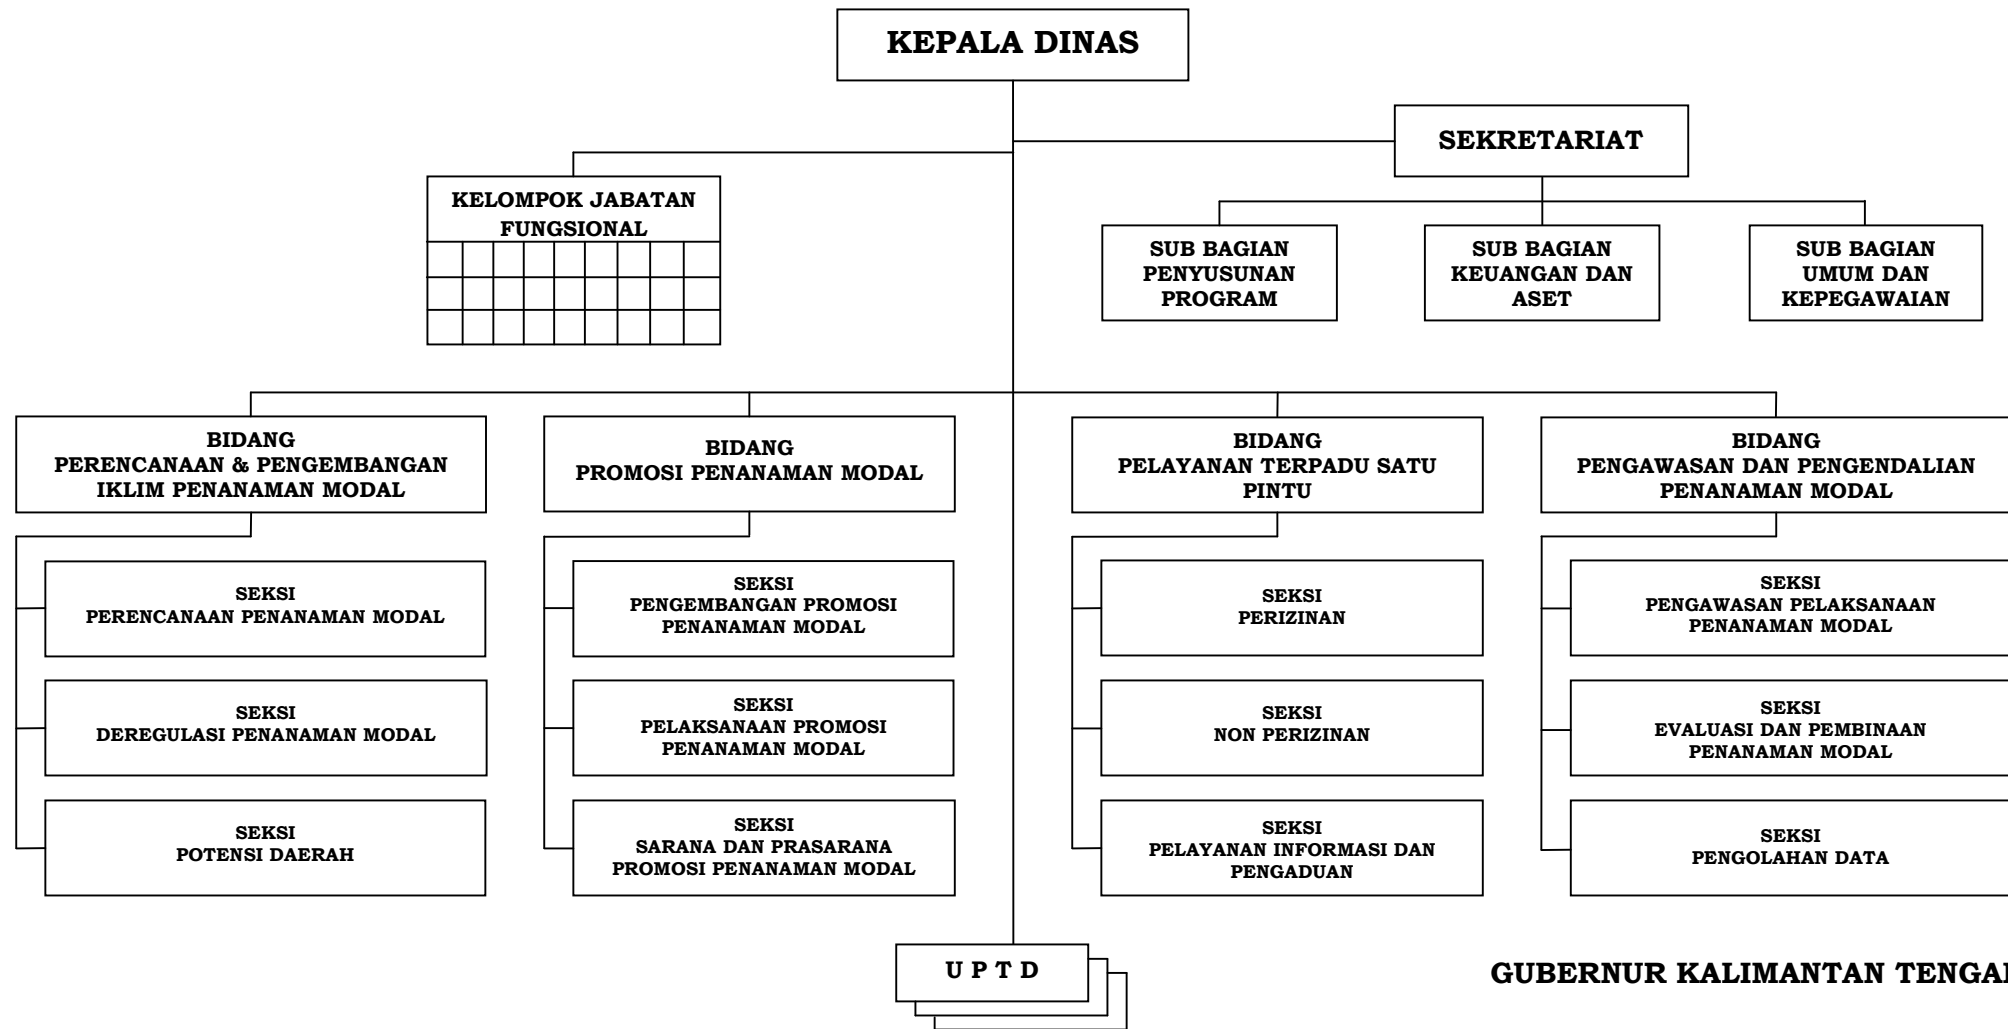 KEPALA DINAS
SEKRETARIAT
KELOMPOK JABATAN
FUNGSIONAL
SUB BAGIAN
PENYUSUNAN
PROGRAM
SUB BAGIAN
KEUANGAN DAN
ASET
SUB BAGIAN
UMUM DAN
KEPEGAWAIAN
BIDANG
PERENCANAAN & PENGEMBANGAN
IKLIM PENANAMAN MODAL
BIDANG
PROMOSI PENANAMAN MODAL
BIDANG
PELAYANAN TERPADU SATU
PINTU
BIDANG
PENGAWASAN DAN PENGENDALIAN
PENANAMAN MODAL
SEKSI
PERENCANAAN PENANAMAN MODAL
SEKSI
PENGEMBANGAN PROMOSI
PENANAMAN MODAL
SEKSI
PERIZINAN
SEKSI
PENGAWASAN PELAKSANAAN
PENANAMAN MODAL
SEKSI
DEREGULASI PENANAMAN MODAL
SEKSI
PELAKSANAAN PROMOSI
PENANAMAN MODAL
SEKSI
NON PERIZINAN
SEKSI
EVALUASI DAN PEMBINAAN
PENANAMAN MODAL
SEKSI
POTENSI DAERAH
SEKSI
SARANA DAN PRASARANA
PROMOSI PENANAMAN MODAL
SEKSI
PELAYANAN INFORMASI DAN
PENGADUAN
SEKSI
PENGOLAHAN DATA
U P T D
GUBERNUR KALIMANTAN TENGAH